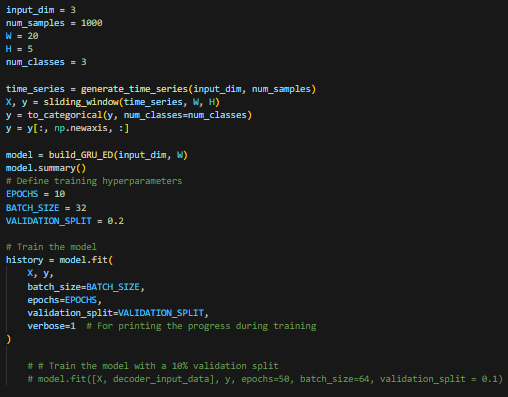 input_dim = 3
num_samples = 1000
W = 20
H = 5
num_classes = 3
time_series = generate_time_series(input_dim, num_samples)
X, y = sliding_window(time_series, W, H)
y = to_categorical(y, num_classes=num_classes)
y = y[:, np.newaxis, :]
model = build_GRU_ED(input_dim, W)
model.summary()
# Define training hyperparameters
EPOCHS = 10
BATCH_SIZE = 32
VALIDATION_SPLIT = 0.2
# Train the model
history = model.fit(
    X, y,
    batch_size=BATCH_SIZE,
    epochs=EPOCHS,
    validation_split=VALIDATION_SPLIT,
    verbose=1  # For printing the progress during training
)
    # # Train the model with a 10% validation split
    # model.fit([X, decoder_input_data], y, epochs=50, batch_size=64, validation_split = 0.1)